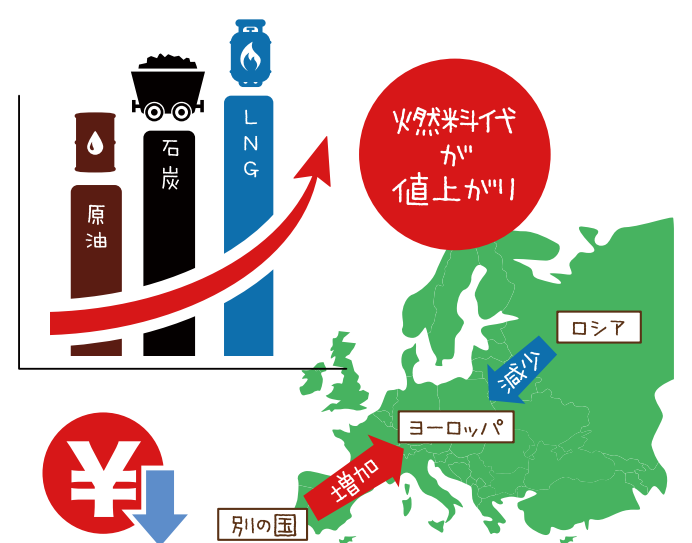 原油
石炭
LNG
燃料代
が
値上がり
ロシア
減少
ヨーロッパ
増加
別の国
¥